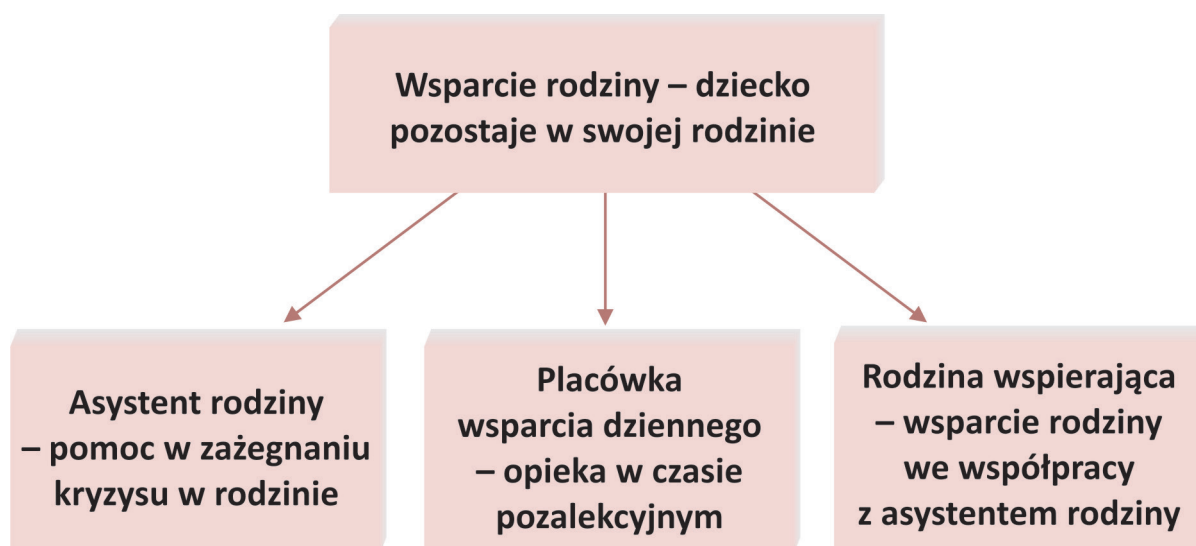 Wsparcie rodziny – dziecko
pozostaje w swojej rodzinie
Asystent rodziny
– pomoc w zażegnaniu
kryzysu w rodzinie
Placówka
wsparcia dziennego
– opieka w czasie
pozalekcyjnym
Rodzina wspierająca
– wsparcie rodziny
we współpracy
z asystentem rodziny